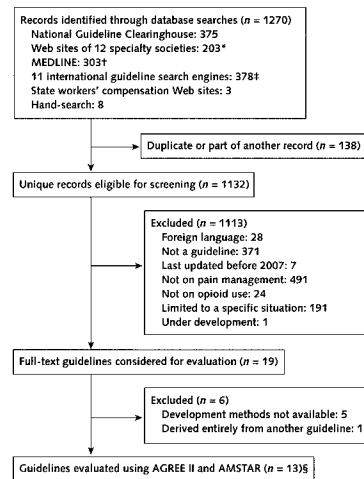 Records identified through database searches (n = 1270)
National Guideline Clearinghouse: 375
Web sites of 12 specialty societies: 203*
MEDLINE: 303†
11 international guideline search engines: 378‡
State workers' compensation Web sites: 3
Hand-search: 8
Duplicate or part of another record (n = 138)
Unique records eligible for screening (n = 1132)
Excluded (n = 1113)
Foreign language: 28
Not a guideline: 371
Last updated before 2007: 7
Not on pain management: 491
Not on opioid use: 24
Limited to a specific situation: 191
Under development: 1
Full-text guidelines considered for evaluation (n = 19)
Excluded (n = 6)
Development methods not available: 5
Derived entirely from another guideline: 1
Guidelines evaluated using AGREE II and AMSTAR (n = 13)§